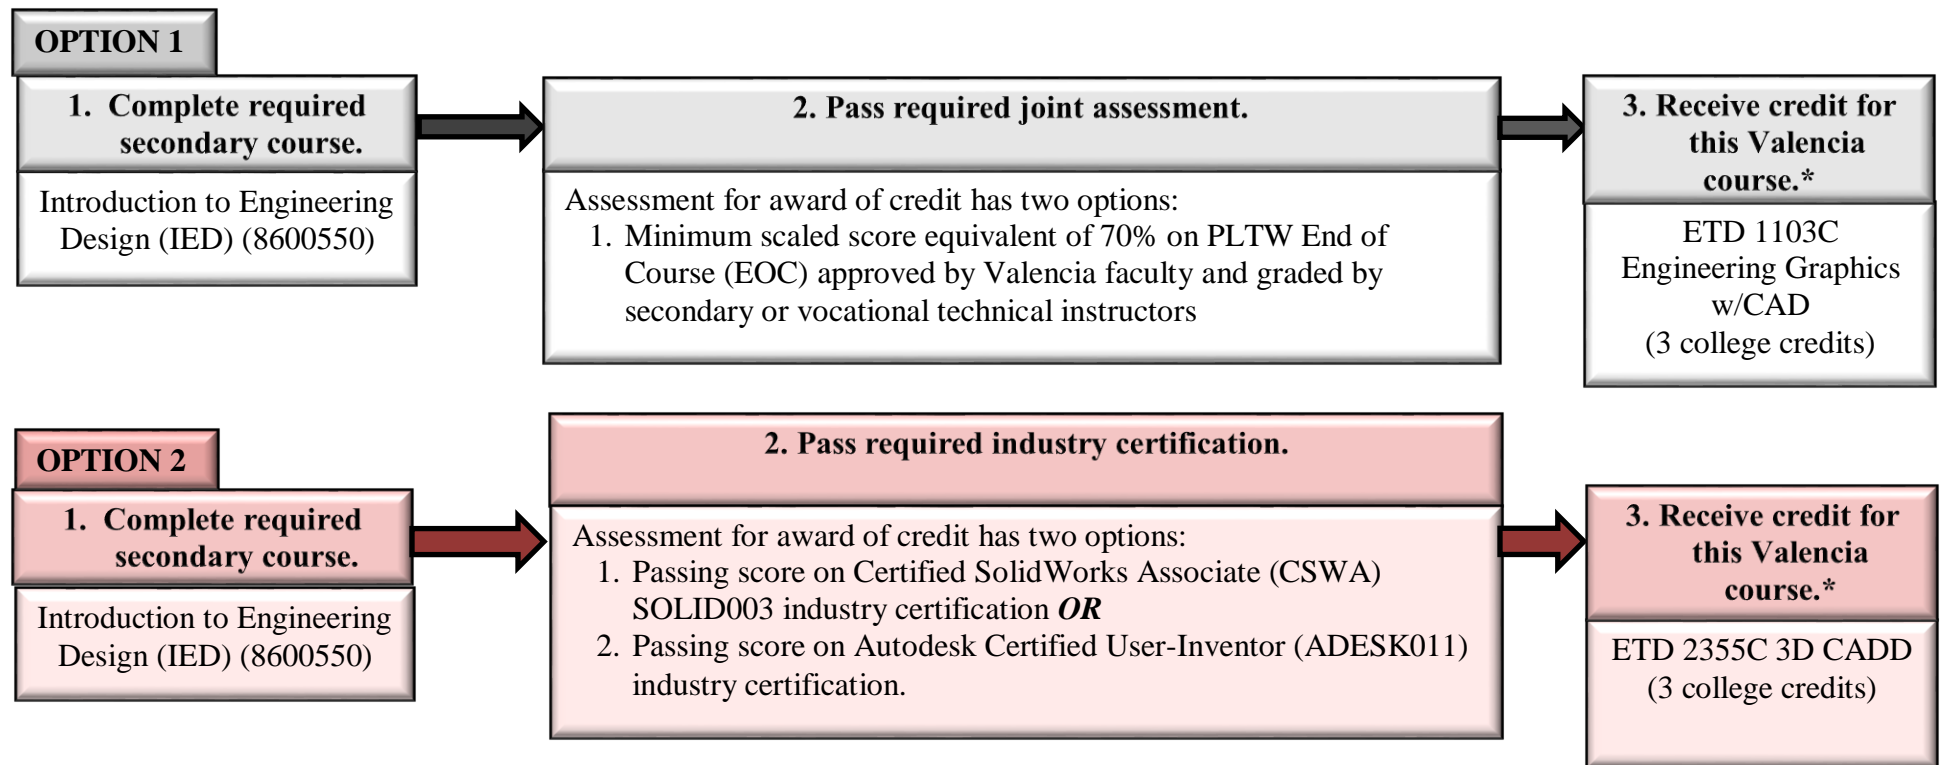 OPTION 1
1. Complete required
secondary course.
Introduction to Engineering
Design (IED) (8600550)
2. Pass required joint assessment.
Assessment for award of credit has two options:
1. Minimum scaled score equivalent of 70% on PLTW End of
Course (EOC) approved by Valencia faculty and graded by
secondary or vocational technical instructors
3. Receive credit for
this Valencia
course.*
ETD 1103C
Engineering Graphics
w/CAD
(3 college credits)
OPTION 2
1. Complete required
secondary course.
Introduction to Engineering
Design (IED) (8600550)
2. Pass required industry certification.
Assessment for award of credit has two options:
1. Passing score on Certified SolidWorks Associate (CSWA)
SOLID003 industry certification OR
2. Passing score on Autodesk Certified User-Inventor (ADESK011)
industry certification.
3. Receive credit for
this Valencia
course.*
ETD 2355C 3D CADD
(3 college credits)